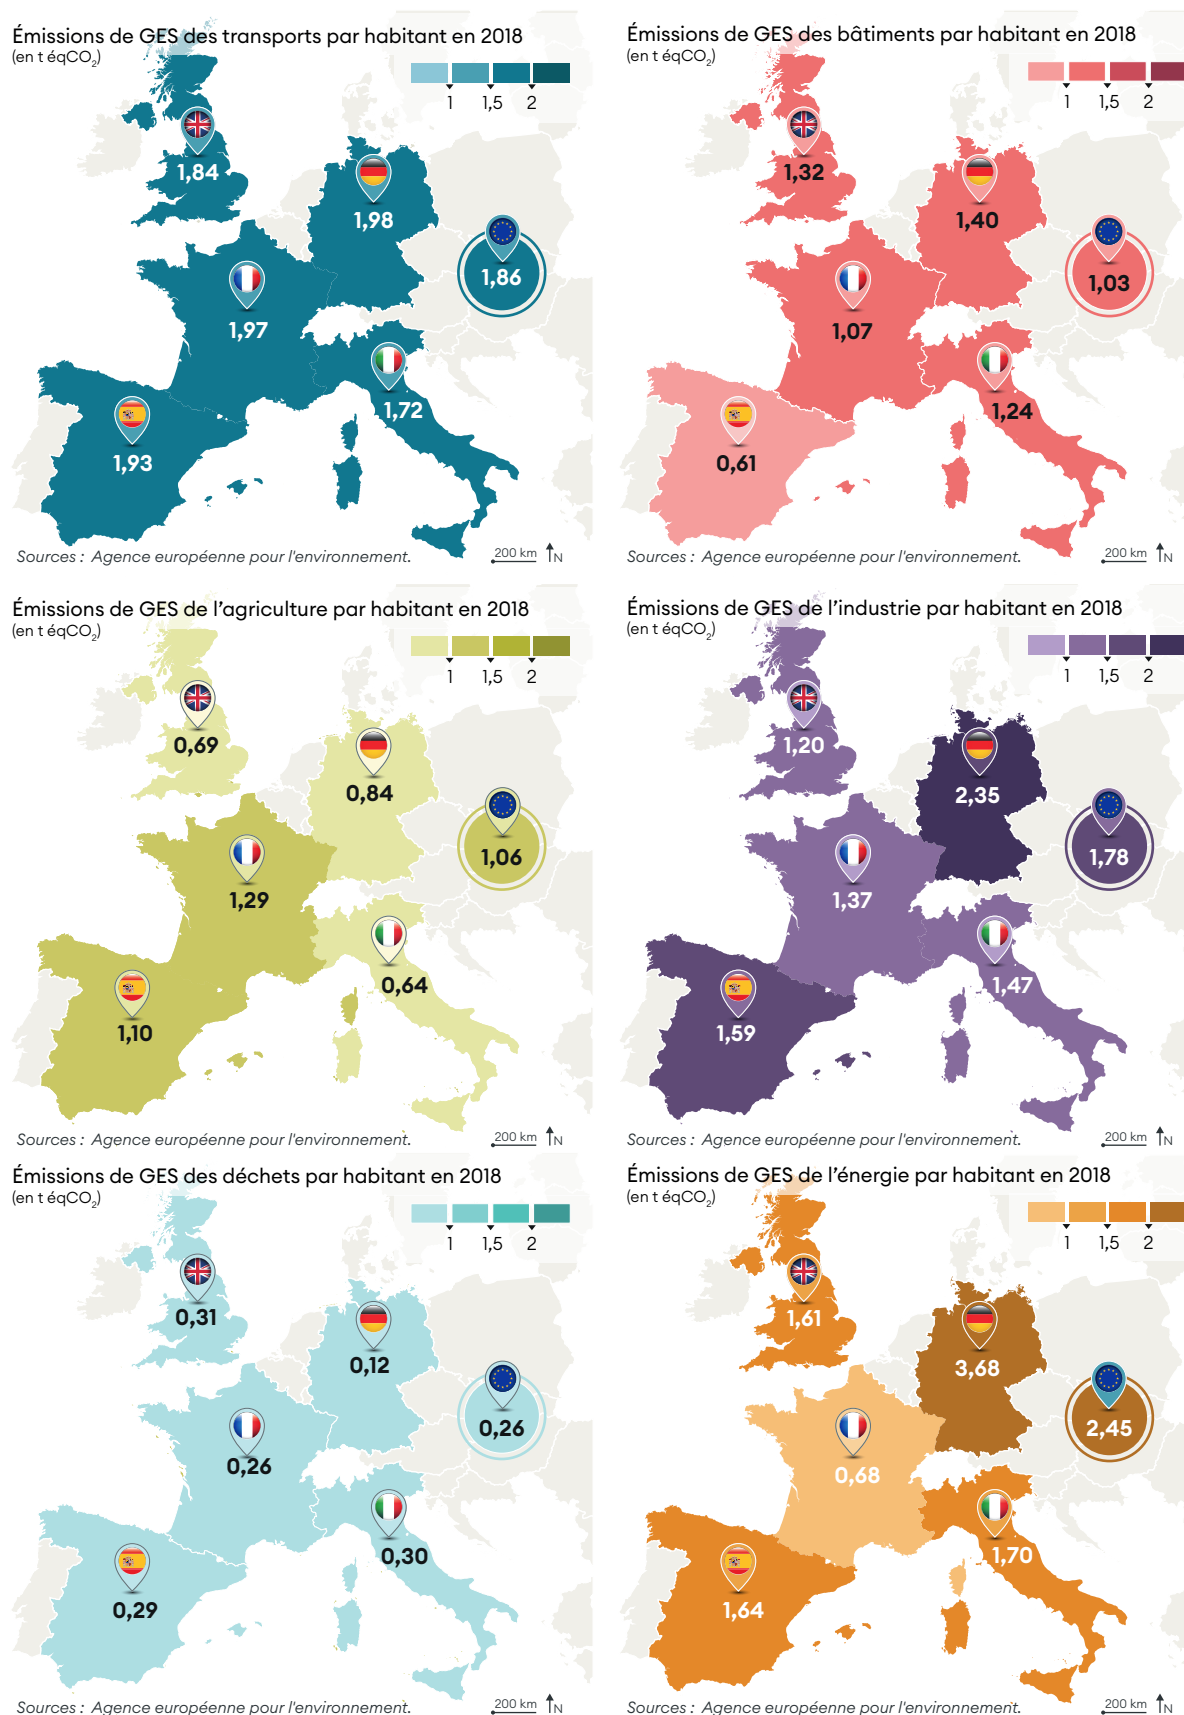 Émissions de GES des transports par habitant en 2018
(en t éqCO₂)
1 1,5 2
1,84
1,98
1,86
1,97
1,72
1,93
Sources : Agence européenne pour l'environnement.
200 km N
Émissions de GES des bâtiments par habitant en 2018
(en t éqCO₂)
1 1,5 2
1,32
1,40
1,03
1,07
1,24
0,61
Sources : Agence européenne pour l'environnement.
200 km N
Émissions de GES de l'agriculture par habitant en 2018
(en t éqCO₂)
1 1,5 2
0,69
0,84
1,06
1,29
0,64
1,10
Sources : Agence européenne pour l'environnement.
200 km N
Émissions de GES de l'industrie par habitant en 2018
(en t éqCO₂)
1 1,5 2
1,20
2,35
1,78
1,37
1,47
1,59
Sources : Agence européenne pour l'environnement.
200 km N
Émissions de GES des déchets par habitant en 2018
(en t éqCO₂)
1 1,5 2
0,31
0,12
0,26
0,26
0,30
0,29
Sources : Agence européenne pour l'environnement.
200 km N
Émissions de GES de l'énergie par habitant en 2018
(en t éqCO₂)
1 1,5 2
1,61
3,68
2,45
0,68
1,70
1,64
Sources : Agence européenne pour l'environnement.
200 km N